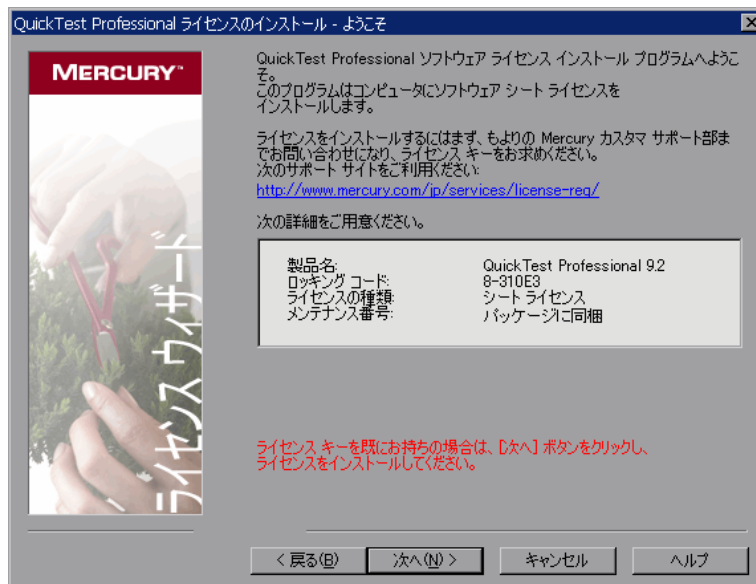 QuickTest Professional ライセンスのインストール - ようこそ
MERCURY™
ライセンス ウィザード
QuickTest Professional ソフトウェア ライセンス インストール プログラムへようこ
そ。
このプログラムはコンピュータにソフトウェア シート ライセンスを
インストールします。
ライセンスをインストールするにはまず、もよりの Mercury カスタマ サポート部ま
でお問い合わせになり、ライセンス キーをお求めください。
次のサポート サイトをご利用ください:
http://www.mercury.com/jp/services/license-req/
次の詳細をご用意ください。
製品名: QuickTest Professional 9.2
ロッキング コード: 8-310E3
ライセンスの種類: シート ライセンス
メンテナンス番号: パッケージに同梱
ライセンス キーを既にお持ちの場合は、[次へ] ボタンをクリックし、
ライセンスをインストールしてください。
< 戻る(B) 次へ(N) > キャンセル ヘルプ